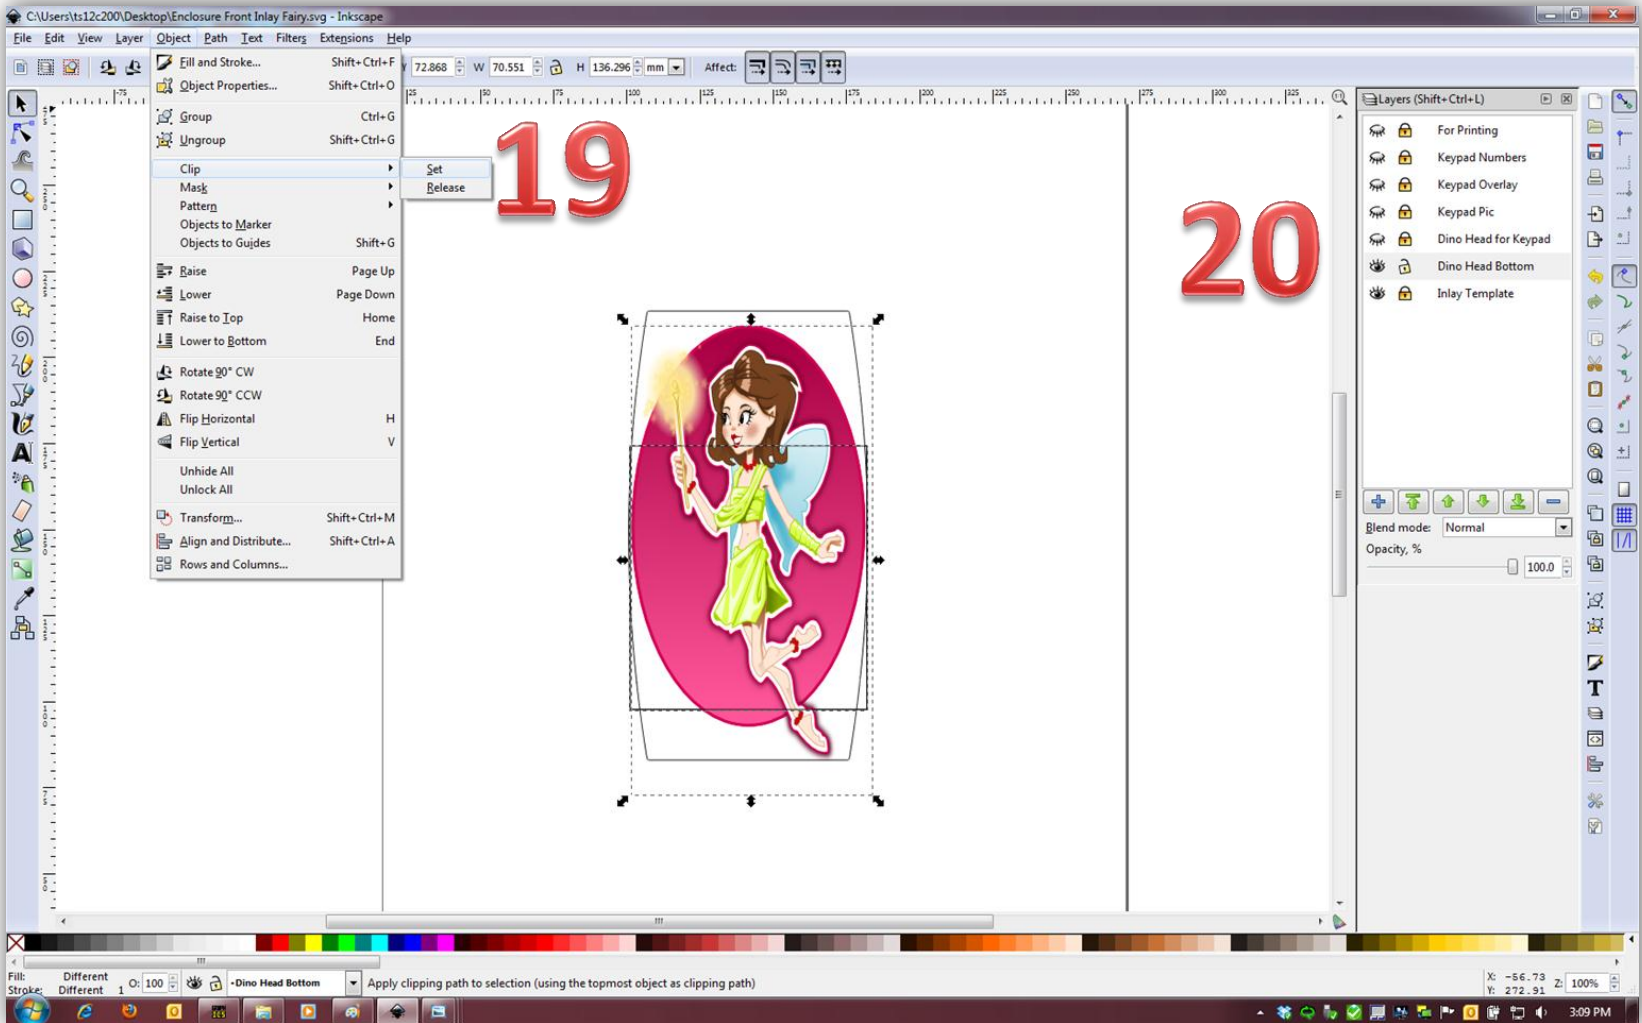 C:\Users\ts12c200\Desktop\Enclosure Front Inlay Fairy.svg - Inkscape
File Edit View Layer Object Path Text Filters Extensions Help
72.868 W 70.551 H 136.296 mm Affect:
Fill and Stroke... Shift+Ctrl+F
Object Properties... Shift+Ctrl+O
Group Ctrl+G
Ungroup Shift+Ctrl+G
Clip
Set
Mask
Release
Pattern
Objects to Marker
Objects to Guides Shift+G
Raise Page Up
Lower Page Down
Raise to Top Home
Lower to Bottom End
Rotate 90° CW
Rotate 90° CCW
Flip Horizontal H
Flip Vertical V
Unhide All
Unlock All
Transform... Shift+Ctrl+M
Align and Distribute... Shift+Ctrl+A
Rows and Columns...
19
20
Layers (Shift+Ctrl+L)
For Printing
Keypad Numbers
Keypad Overlay
Keypad Pic
Dino Head for Keypad
Dino Head Bottom
Inlay Template
Blend mode: Normal
Opacity, %
100.0
Fill: Different
Stroke: Different 1 O: 100
-Dino Head Bottom
Apply clipping path to selection (using the topmost object as clipping path)
X: -56.73
Y: 272.91
Z: 100%
3:09 PM